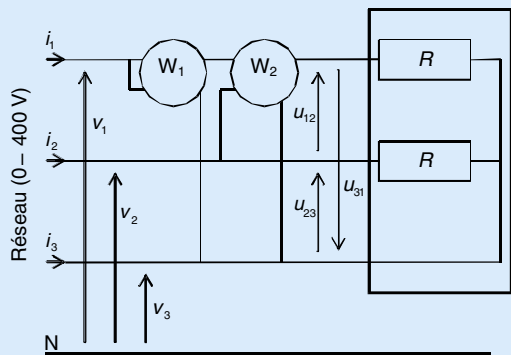 i1
W1
W2
R
v1
u12
i2
R
v2
u23
u31
i3
v3
N
Réseau (0– 400 V)